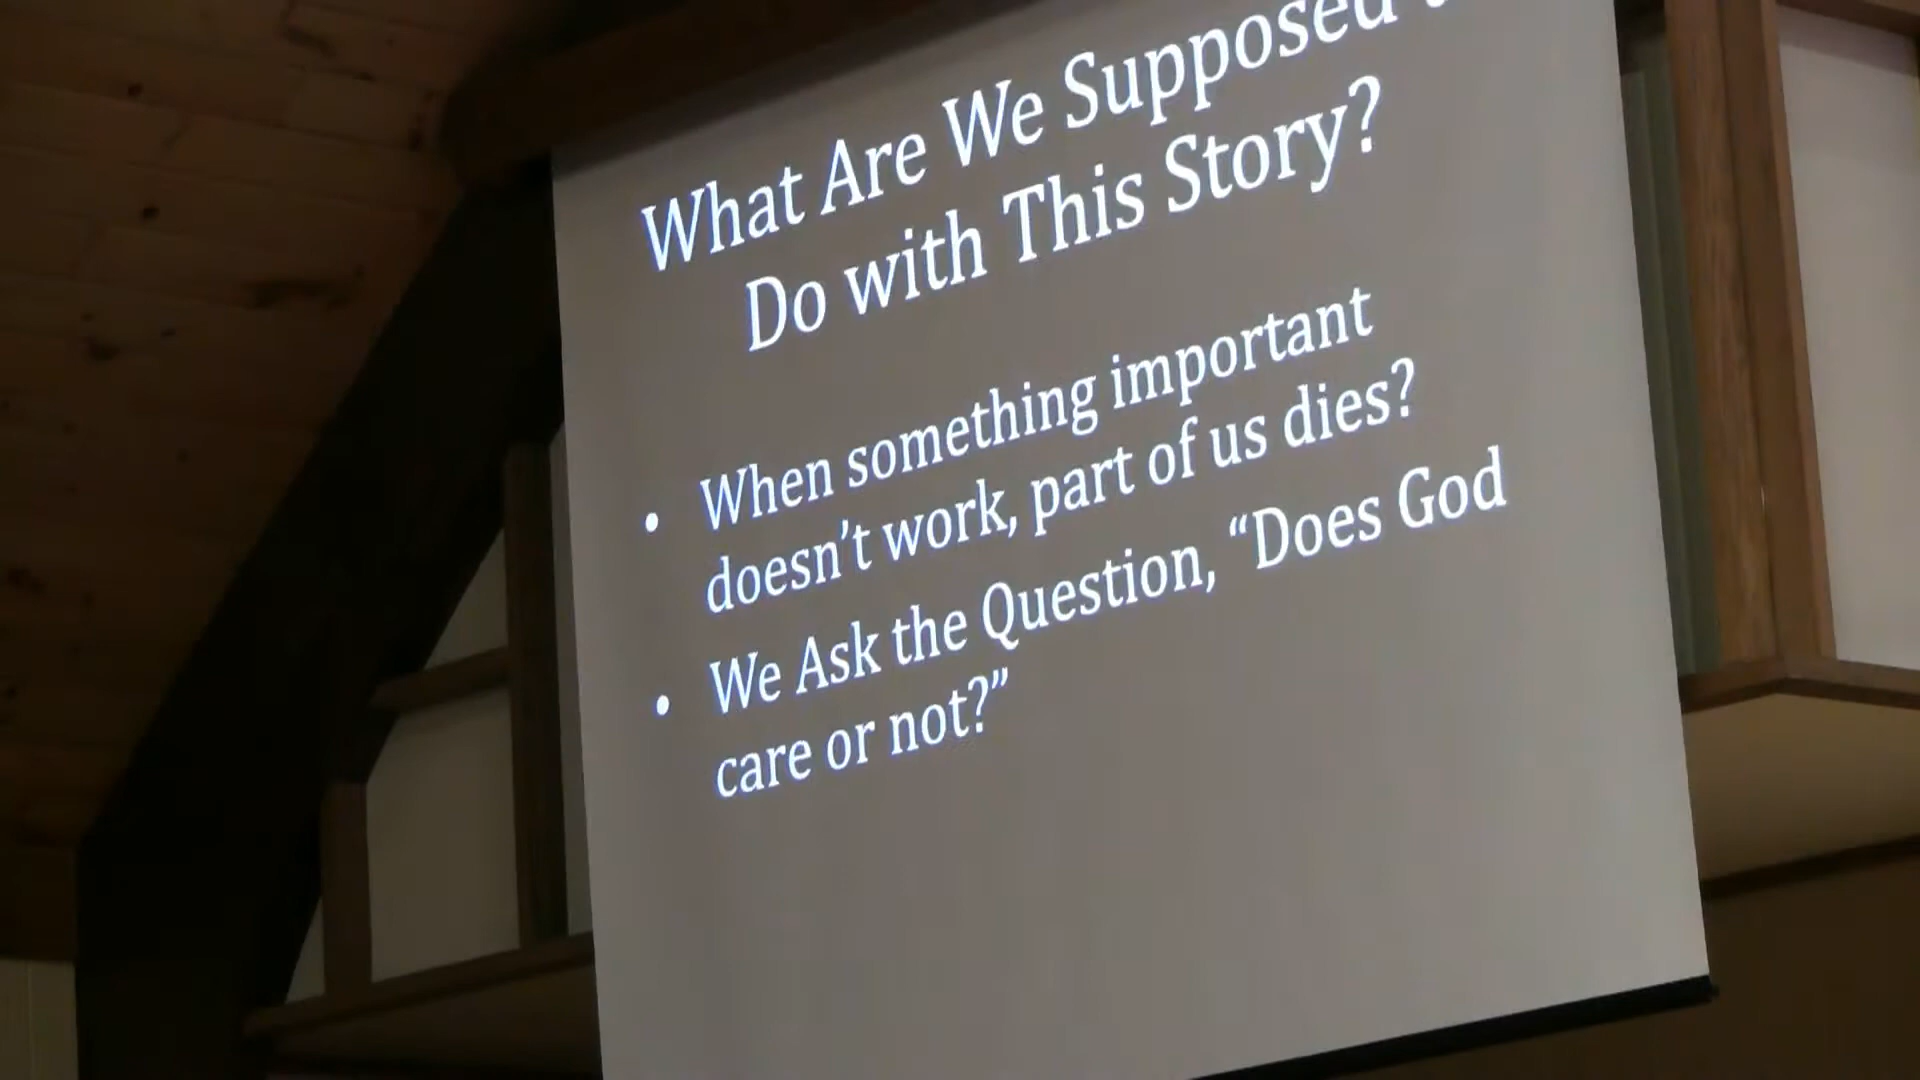 What Are We Supposed
Do with This Story?
• When something important
doesn't work, part of us dies?
• We Ask the Question, “Does God
care or not?”